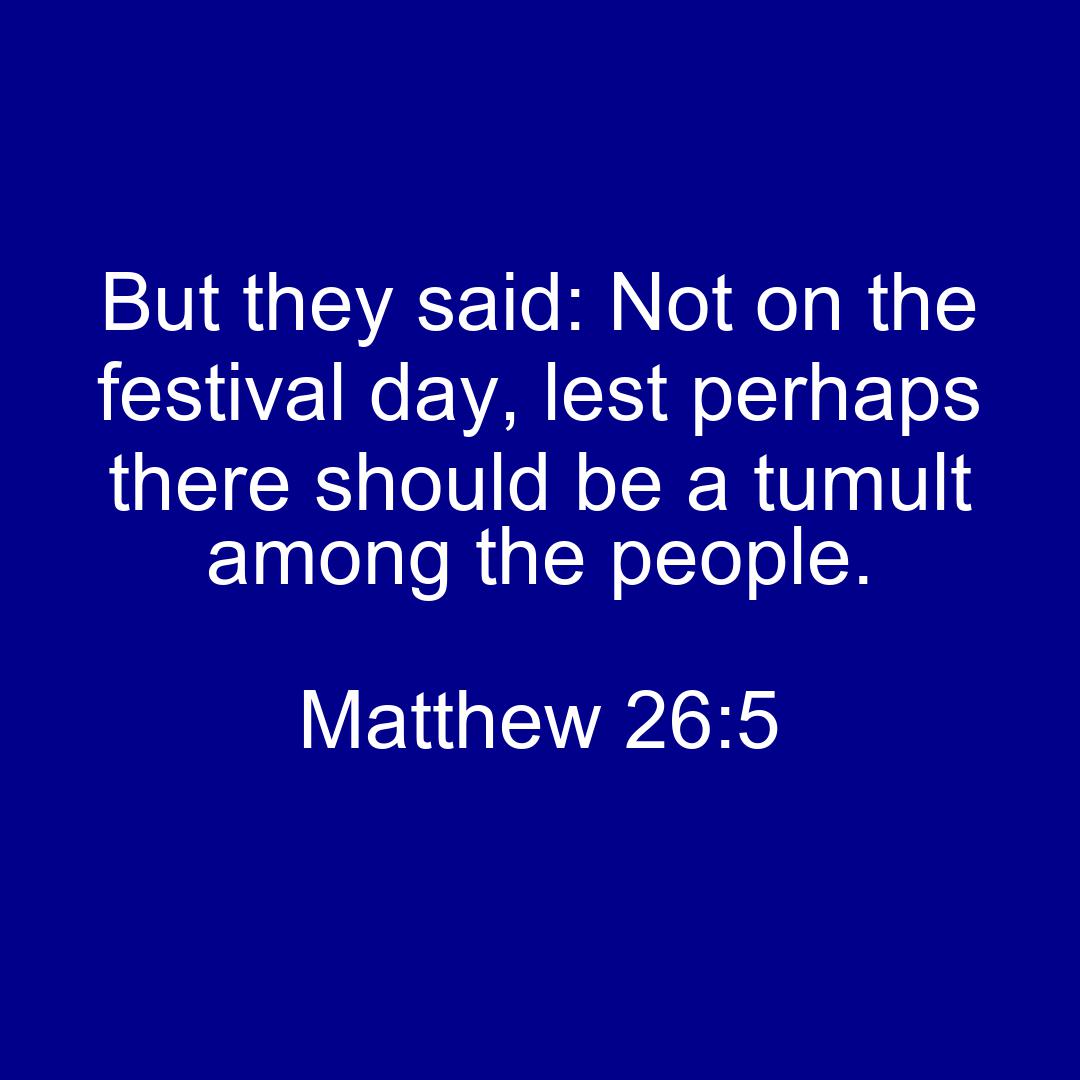 But they said: Not on the
festival day, lest perhaps
there should be a tumult
among the people.
Matthew 26:5